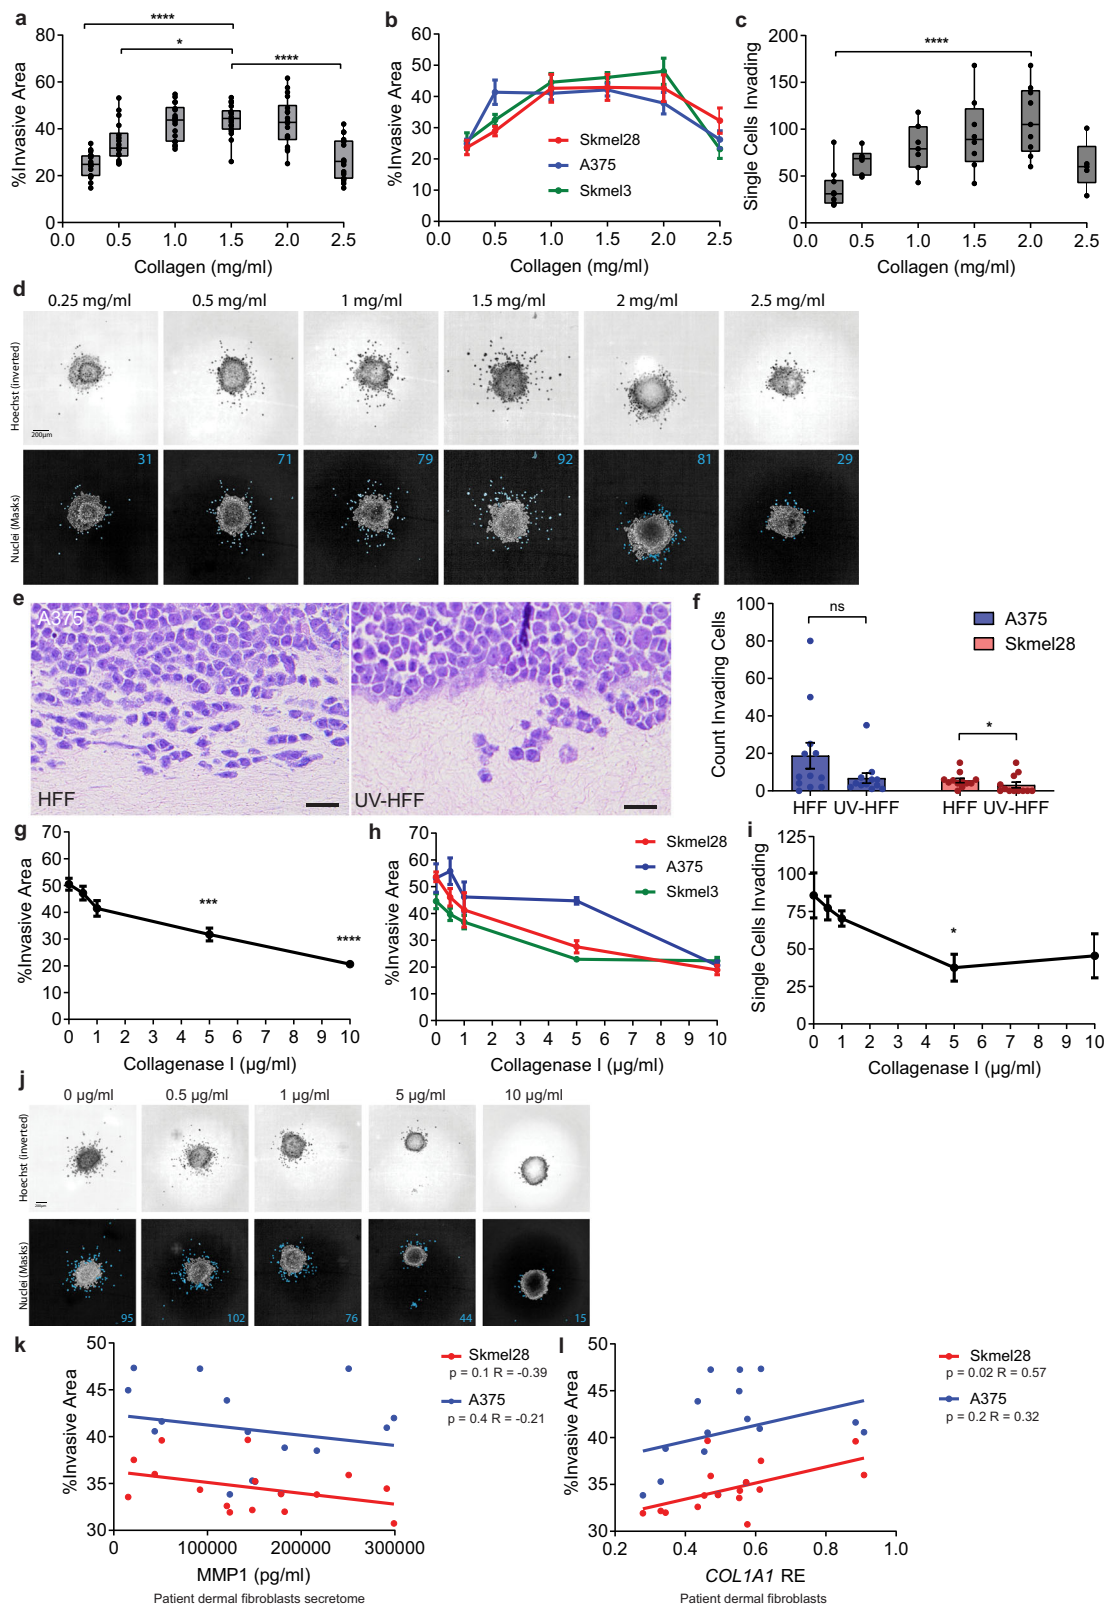 a
****
*
****
80
60
40
20
0
%Invasive Area
0.0 0.5 1.0 1.5 2.0 2.5
Collagen (mg/ml)
b
60
50
40
30
20
10
0
%Invasive Area
Skmel28
A375
Skmel3
0.0 0.5 1.0 1.5 2.0 2.5
Collagen (mg/ml)
c
****
200
150
100
50
0
Single Cells Invading
0.0 0.5 1.0 1.5 2.0 2.5
Collagen (mg/ml)
d
0.25 mg/ml 0.5 mg/ml 1 mg/ml 1.5 mg/ml 2 mg/ml 2.5 mg/ml
Hoechst (inverted)
200µm
Nuclei (Masks)
31 71 79 92 81 29
e
A375
HFF
UV-HFF
f
100
80
60
40
20
0
Count Invading Cells
ns
*
A375
Skmel28
HFF UV-HFF HFF UV-HFF
g
70
60
50
40
30
20
10
0
%Invasive Area
***
****
0 1 2 3 4 5 6 7 8 9 10
Collagenase I (µg/ml)
h
70
60
50
40
30
20
10
0
%Invasive Area
Skmel28
A375
Skmel3
0 1 2 3 4 5 6 7 8 9 10
Collagenase I (µg/ml)
i
125
100
75
50
25
0
Single Cells Invading
*
0 1 2 3 4 5 6 7 8 9 10
Collagenase I (µg/ml)
j
0 µg/ml 0.5 µg/ml 1 µg/ml 5 µg/ml 10 µg/ml
Hoechst (inverted)
200µm
Nuclei (Masks)
95 102 76 44 15
k
50
45
40
35
30
%Invasive Area
Skmel28
p = 0.1 R = -0.39
A375
p = 0.4 R = -0.21
0 100000 200000 300000
MMP1 (pg/ml)
Patient dermal fibroblasts secretome
l
50
45
40
35
30
%Invasive Area
Skmel28
p = 0.02 R = 0.57
A375
p = 0.2 R = 0.32
0.2 0.4 0.6 0.8 1.0
COL1A1 RE
Patient dermal fibroblasts